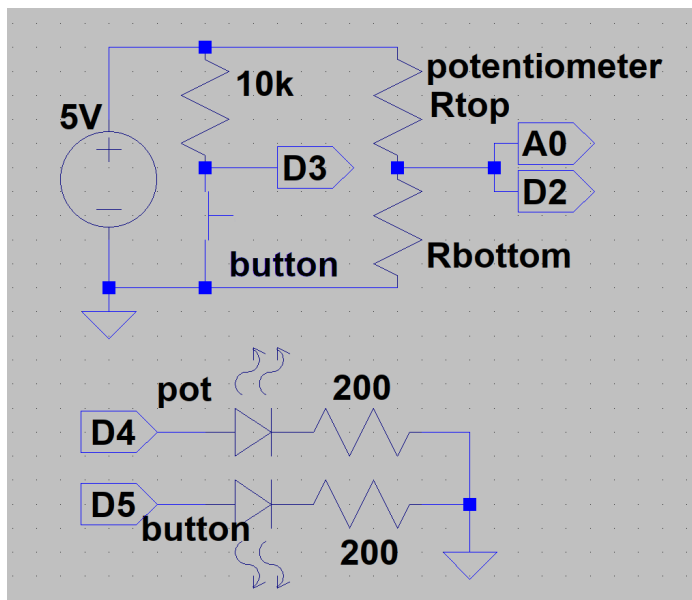 potentiometer
10k
Rtop
5V
A0
D3
D2
button
Rbottom
pot
200
D4
D5
button
200